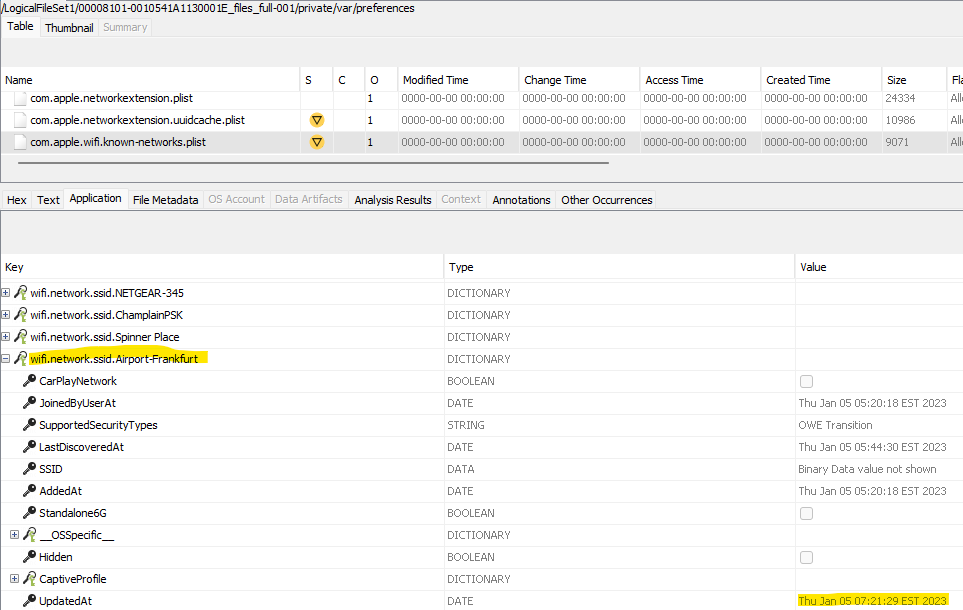 /LogicalFileSet1/00008101-0010541A1130001E_files_full-001/private/var/preferences
Table Thumbnail Summary
Name S C O Modified Time Change Time Access Time Created Time Size Fla
com.apple.networkextension.plist 1 0000-00-00 00:00:00 0000-00-00 00:00:00 0000-00-00 00:00:00 0000-00-00 00:00:00 24334 All
com.apple.networkextension.uuidcache.plist 1 0000-00-00 00:00:00 0000-00-00 00:00:00 0000-00-00 00:00:00 0000-00-00 00:00:00 10986 All
com.apple.wifi.known-networks.plist 1 0000-00-00 00:00:00 0000-00-00 00:00:00 0000-00-00 00:00:00 0000-00-00 00:00:00 9071 All
Hex Text Application File Metadata OS Account Data Artifacts Analysis Results Context Annotations Other Occurrences
Key Type Value
wifi.network.ssid.NETGEAR-345 DICTIONARY
wifi.network.ssid.ChamplainPSK DICTIONARY
wifi.network.ssid.Spinner Place DICTIONARY
wifi.network.ssid.Airport-Frankfurt DICTIONARY
CarPlayNetwork BOOLEAN
JoinedByUserAt DATE Thu Jan 05 05:20:18 EST 2023
SupportedSecurityTypes STRING OWE Transition
LastDiscoveredAt DATE Thu Jan 05 05:44:30 EST 2023
SSID DATA Binary Data value not shown
AddedAt DATE Thu Jan 05 05:20:18 EST 2023
Standalone6G BOOLEAN
__OSSpecific__ DICTIONARY
Hidden BOOLEAN
CaptiveProfile DICTIONARY
UpdatedAt DATE Thu Jan 05 07:21:29 EST 2023